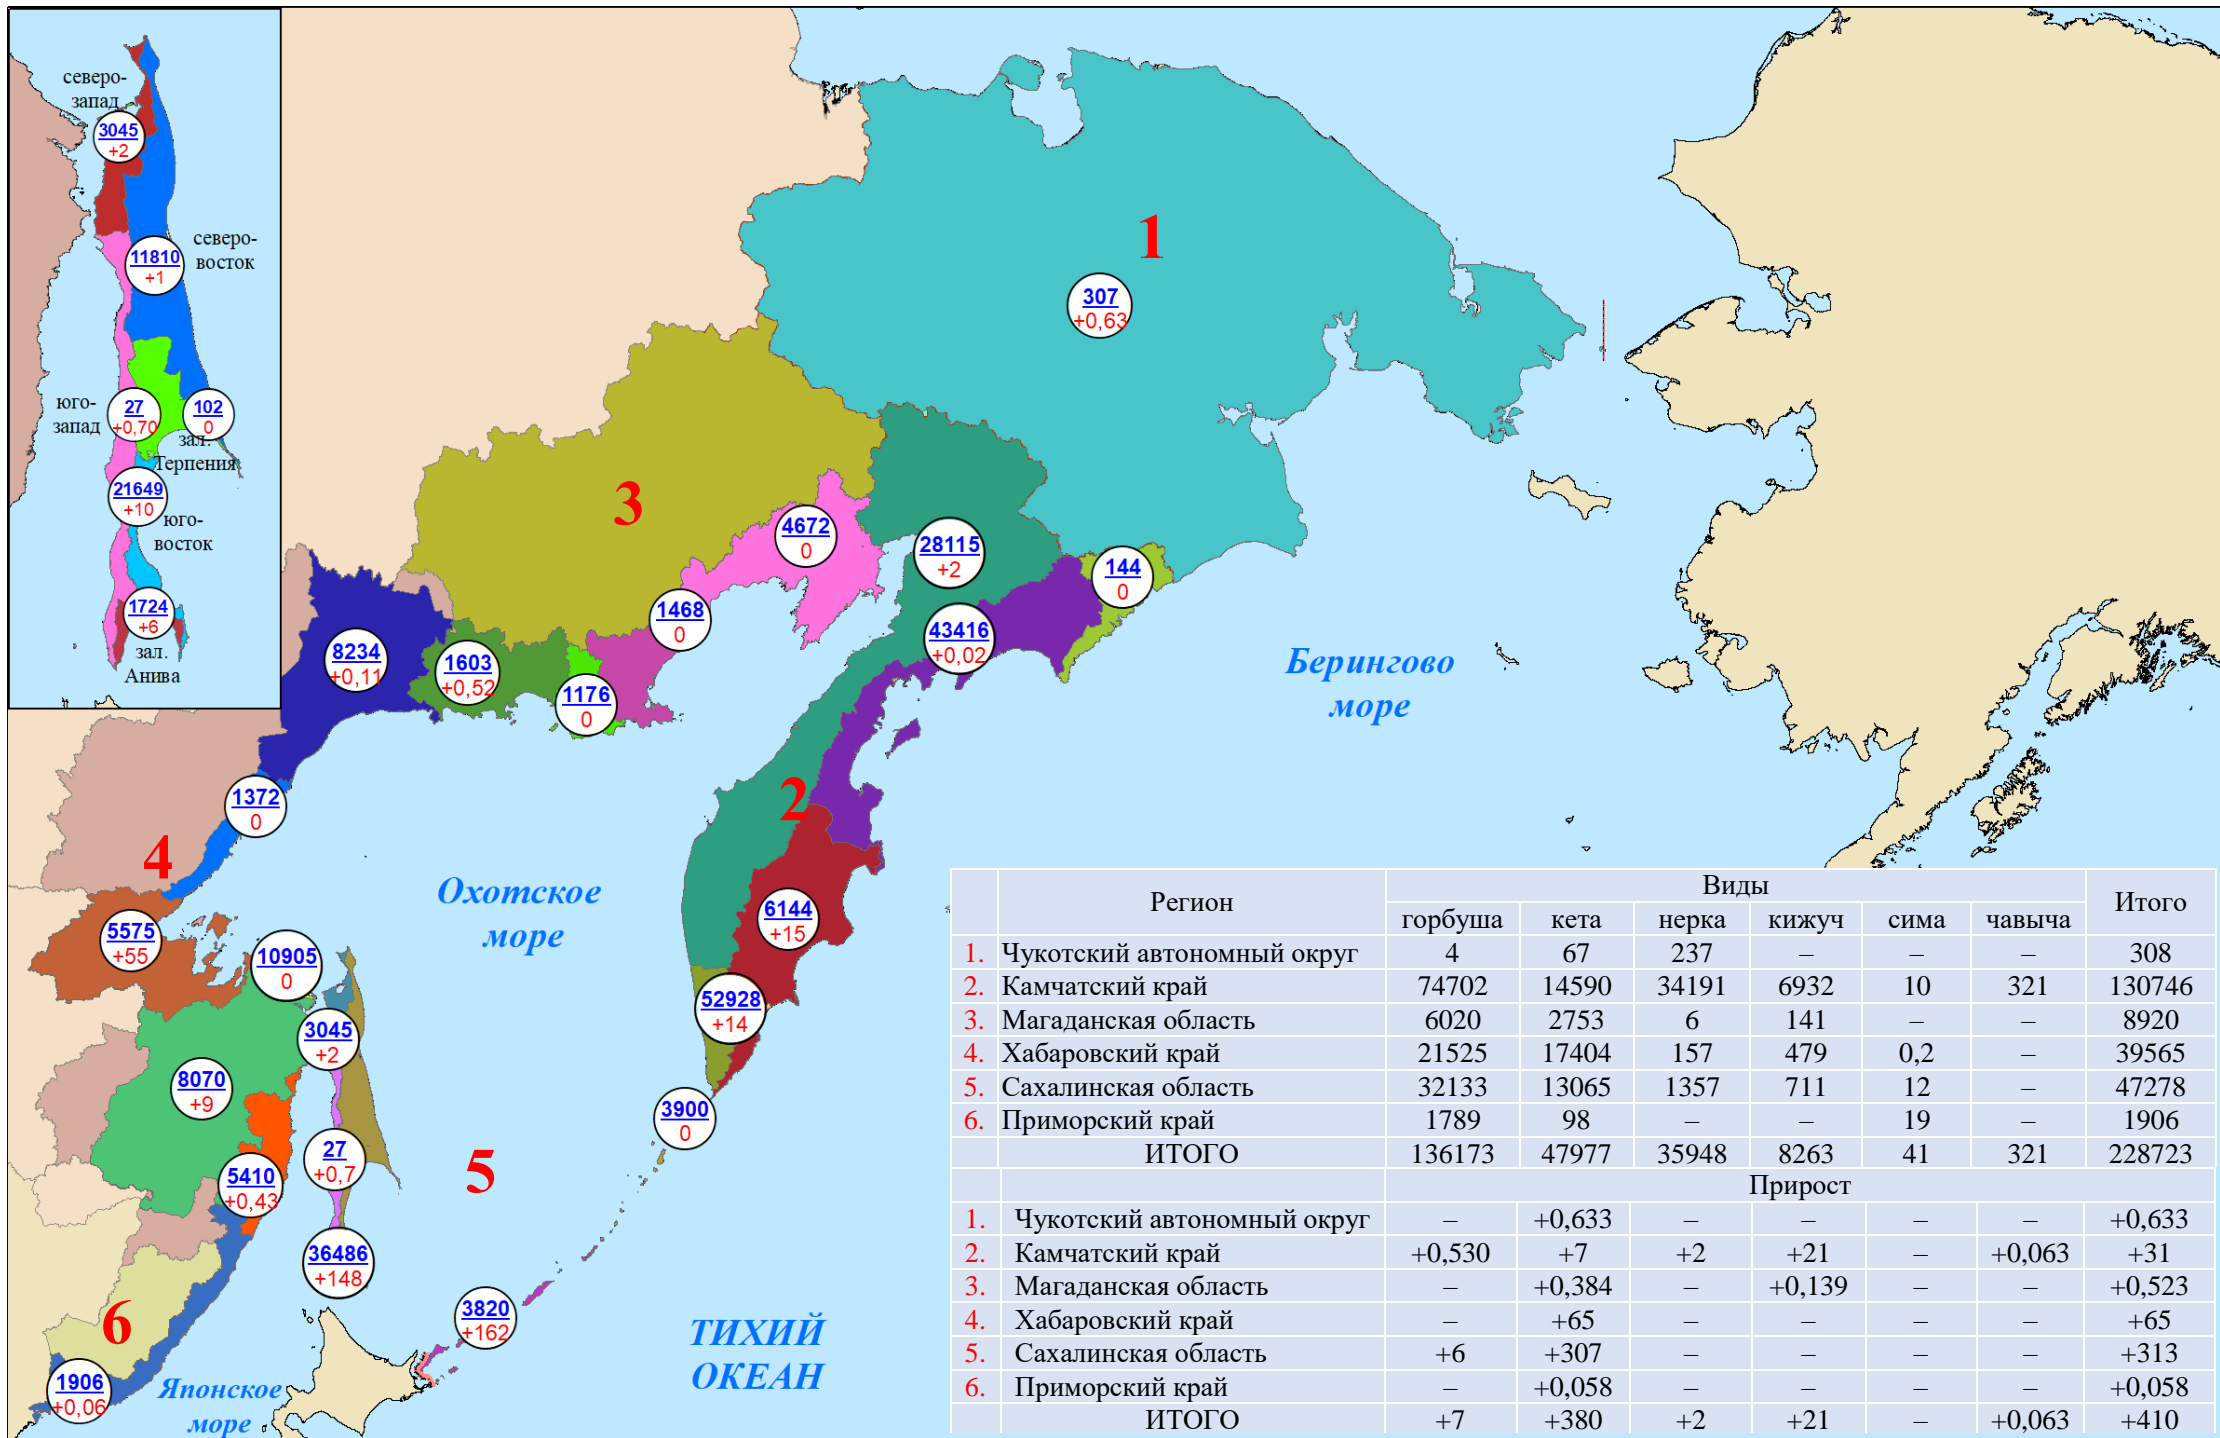 северо-
запад
3045
+2
северо-
восток
11810
+1
юго-
запад
27
+0,70
102
0
зал.
Терпения
21649
+10
юго-
восток
1724
+6
зал.
Анива
1
307
+0,63
3
4672
0
28115
+2
144
0
1468
0
43416
+0,02
8234
+0,11
1603
+0,52
1176
0
Берингово
море
1372
0
2
4
Охотское
море
6144
+15
5575
+55
10905
0
52928
+14
3045
+2
8070
+9
3900
0
27
+0,7
5
5410
+0,43
36486
+148
3820
+162
6
ТИХИЙ
ОКЕАН
1906
+0,06
Японское
море
Регион Виды Итого
горбуша кета нерка кижуч сима чавыча
1. Чукотский автономный округ 4 67 237 – – – 308
2. Камчатский край 74702 14590 34191 6932 10 321 130746
3. Магаданская область 6020 2753 6 141 – – 8920
4. Хабаровский край 21525 17404 157 479 0,2 – 39565
5. Сахалинская область 32133 13065 1357 711 12 – 47278
6. Приморский край 1789 98 – – 19 – 1906
ИТОГО 136173 47977 35948 8263 41 321 228723
Прирост
1. Чукотский автономный округ – +0,633 – – – – +0,633
2. Камчатский край +0,530 +7 +2 +21 – +0,063 +31
3. Магаданская область – +0,384 – +0,139 – – +0,523
4. Хабаровский край – +65 – – – – +65
5. Сахалинская область +6 +307 – – – – +313
6. Приморский край – +0,058 – – – – +0,058
ИТОГО +7 +380 +2 +21 – +0,063 +410